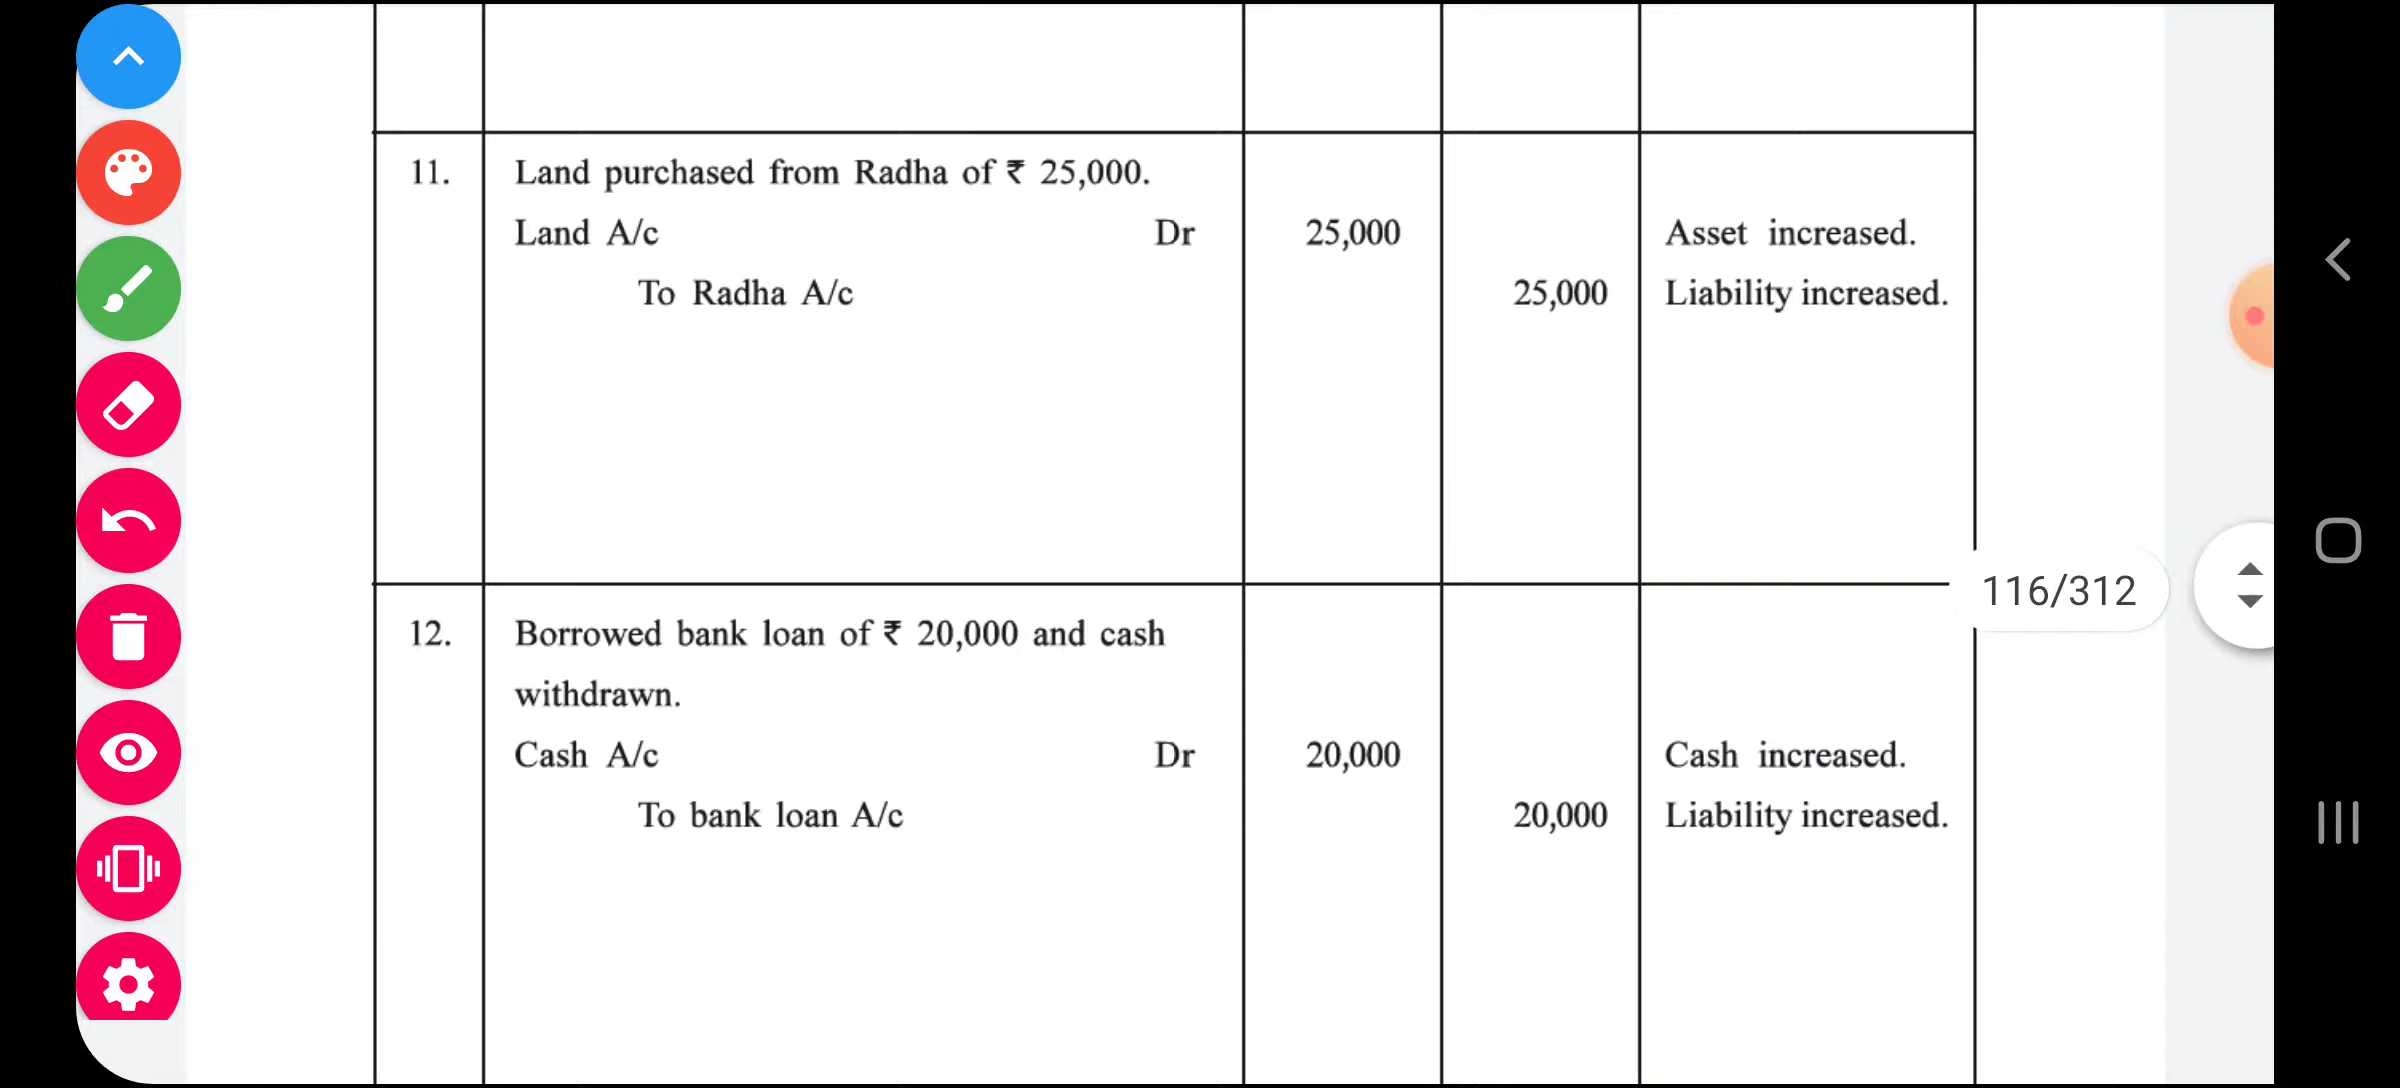 11. Land purchased from Radha of ₹ 25,000.
Land A/c Dr 25,000 Asset increased.
To Radha A/c 25,000 Liability increased.
116/312
12. Borrowed bank loan of ₹ 20,000 and cash
withdrawn.
Cash A/c Dr 20,000 Cash increased.
To bank loan A/c 20,000 Liability increased.